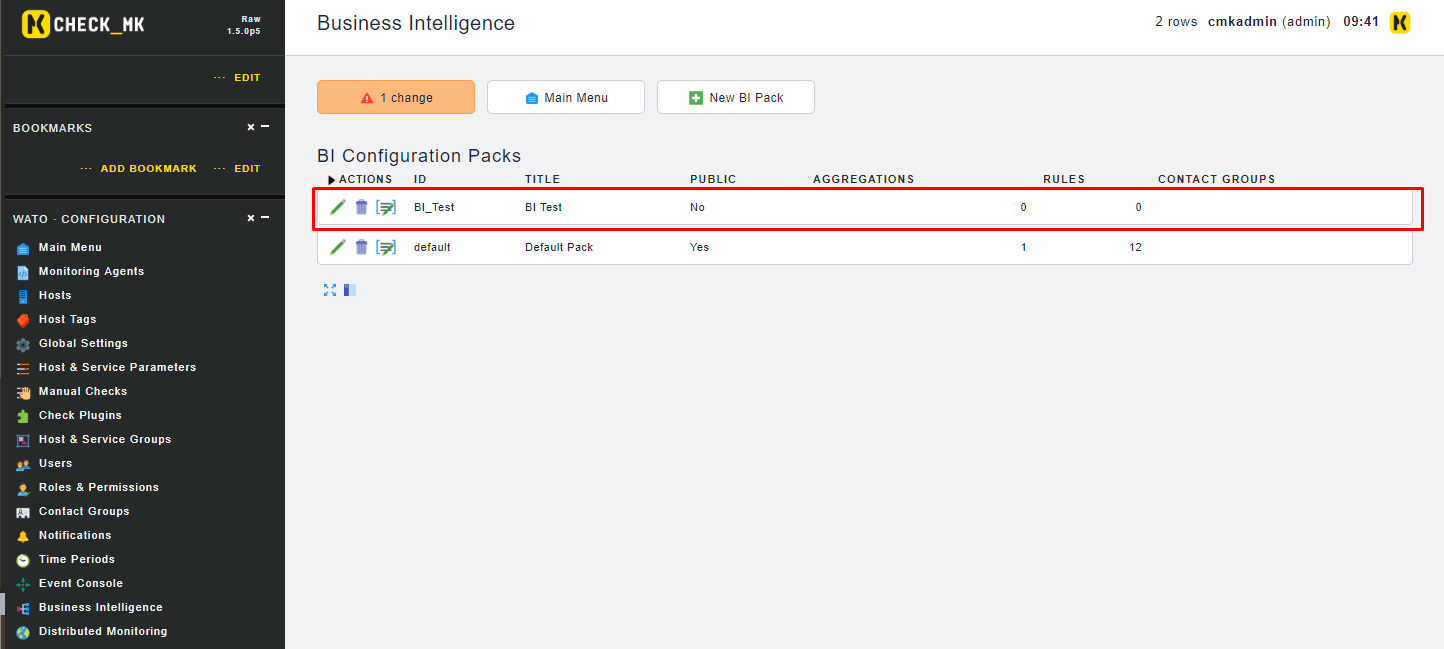 CHECK_MK
Raw
1.5.0p5
Business Intelligence
2 rows cmkadmin (admin) 09:41
··· EDIT
BOOKMARKS
··· ADD BOOKMARK ··· EDIT
WATO · CONFIGURATION
Main Menu
Monitoring Agents
Hosts
Host Tags
Global Settings
Host & Service Parameters
Manual Checks
Check Plugins
Host & Service Groups
Users
Roles & Permissions
Contact Groups
Notifications
Time Periods
Event Console
Business Intelligence
Distributed Monitoring
1 change
Main Menu
New BI Pack
BI Configuration Packs
ACTIONS ID TITLE PUBLIC AGGREGATIONS RULES CONTACT GROUPS
BI_Test BI Test No 0 0
default Default Pack Yes 1 12